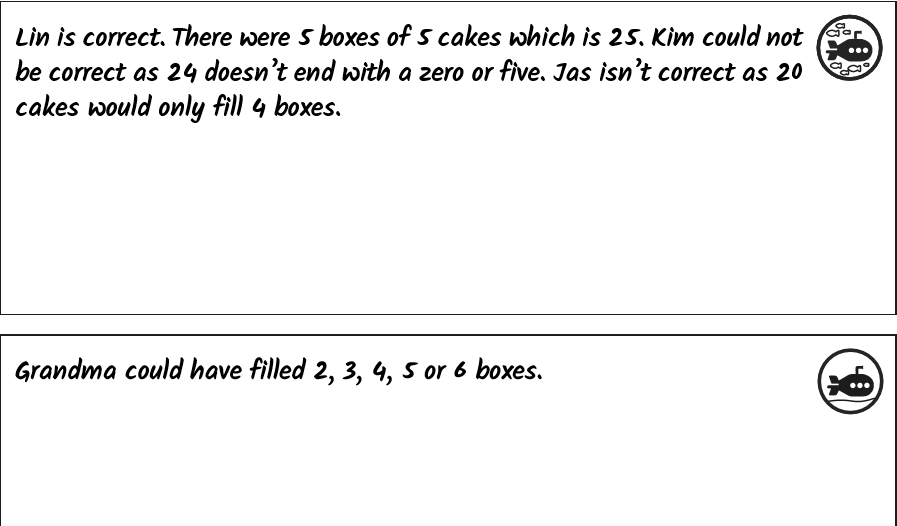 Lin is correct. There were 5 boxes of 5 cakes which is 25. Kim could not
be correct as 24 doesn't end with a zero or five. Jas isn't correct as 20
cakes would only fill 4 boxes.
Grandma could have filled 2, 3, 4, 5 or 6 boxes.